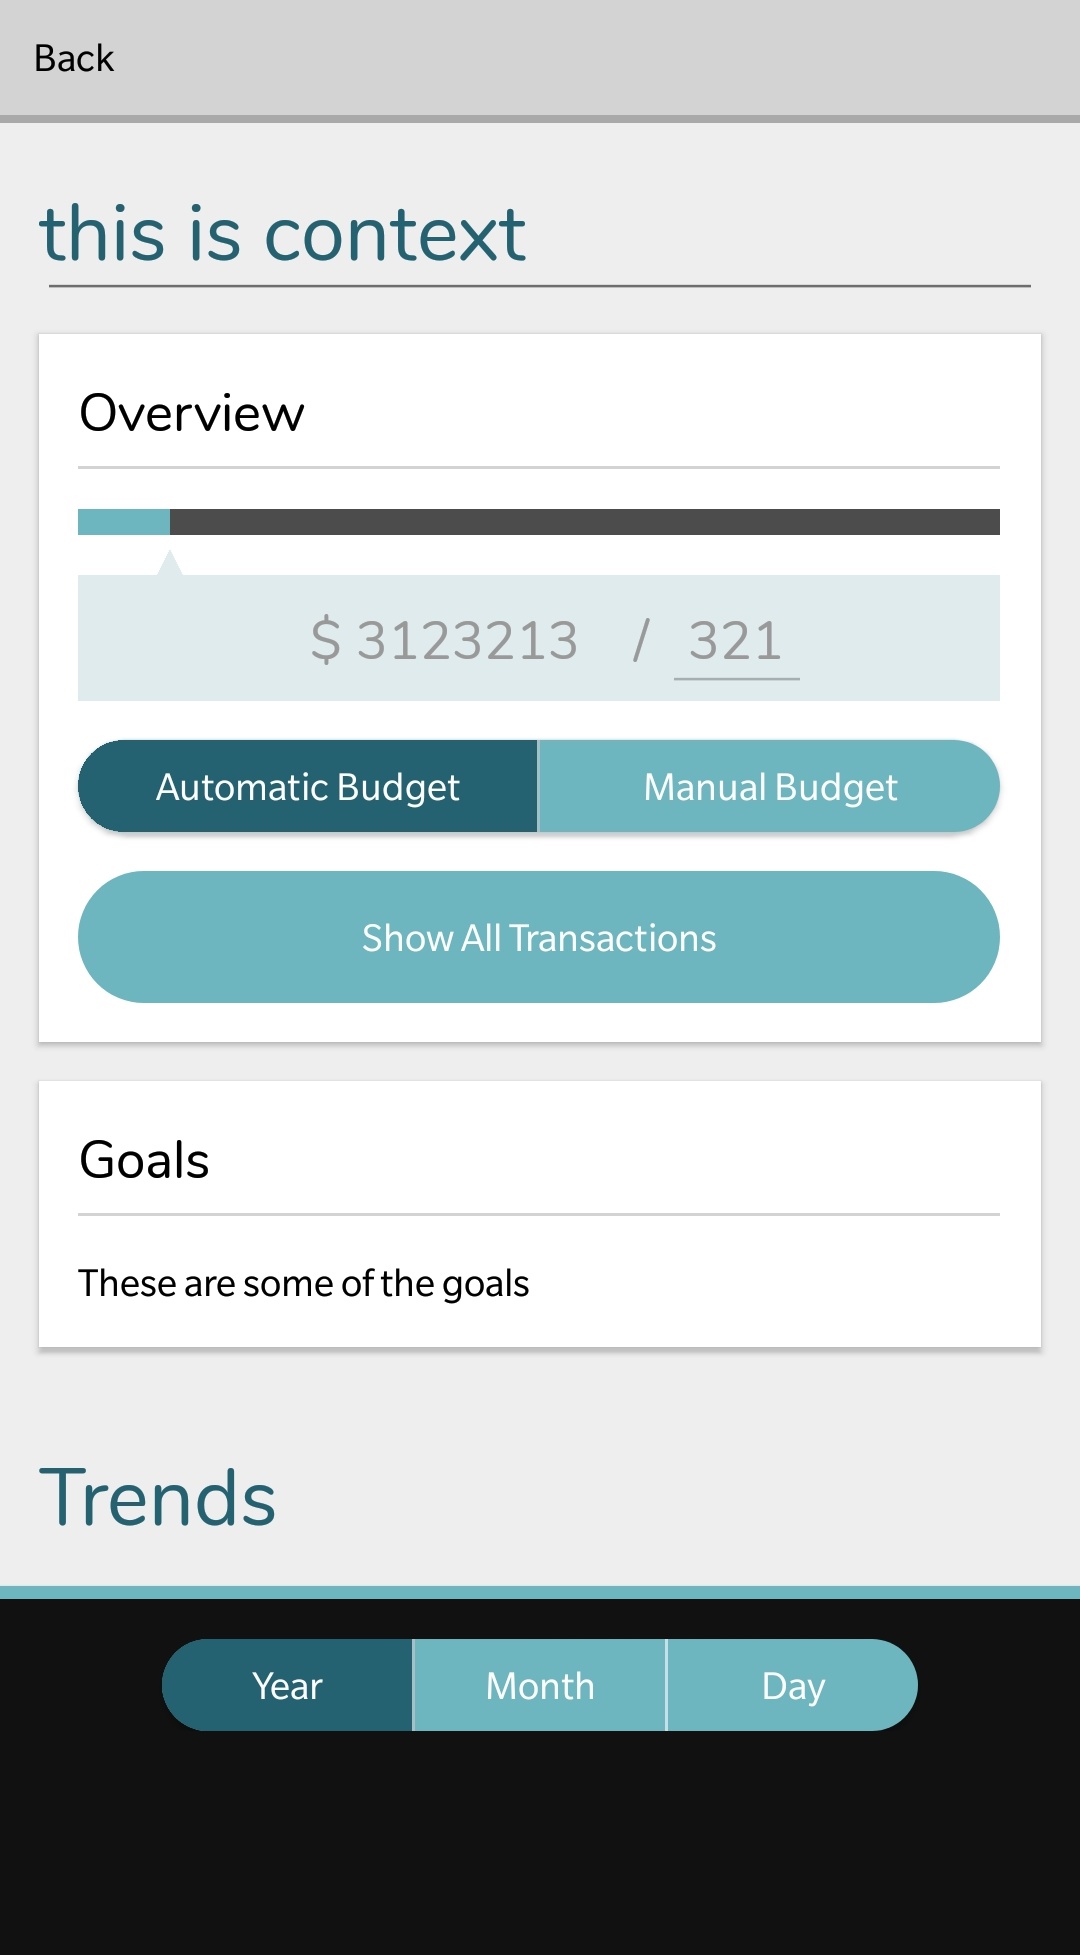 Back
this is context
Overview
$ 3123213 / 321
Automatic Budget Manual Budget
Show All Transactions
Goals
These are some of the goals
Trends
Year Month Day